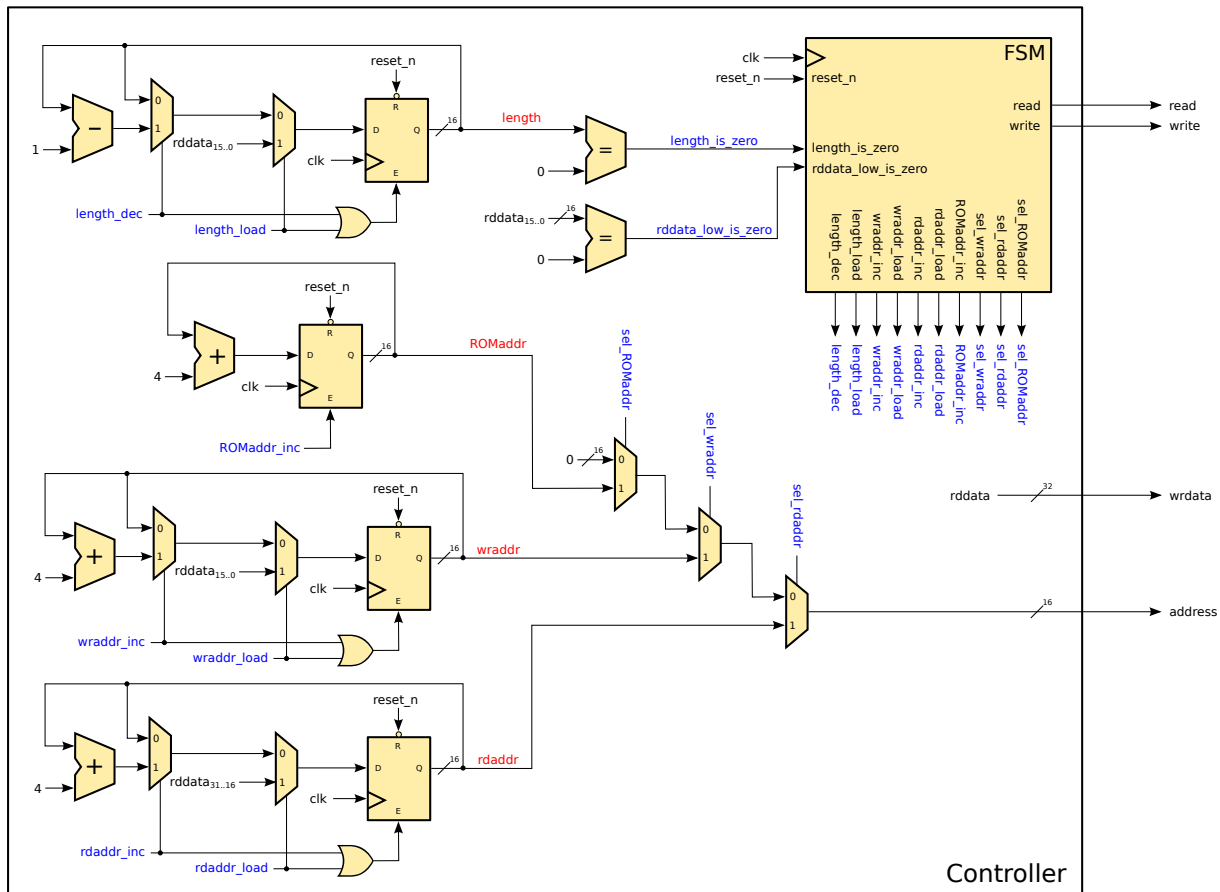 FSM
clk
reset_n
reset_n
read
write
read
write
length_is_zero
rddata_low_is_zero
length_dec
length_load
wraddr_inc
wraddr_load
rdaddr_inc
rdaddr_load
ROMaddr_inc
sel_wraddr
sel_rdaddr
sel_ROMaddr
length_dec
length_load
wraddr_inc
wraddr_load
rdaddr_inc
rdaddr_load
ROMaddr_inc
sel_wraddr
sel_rdaddr
sel_ROMaddr
reset_n
−
1
0
1
rddata15..0
0
1
R
D
Q
E
clk
16
length
=
0
length_is_zero
length_dec
length_load
rddata15..0
16
=
0
rddata_low_is_zero
reset_n
+
4
R
D
Q
E
clk
16
ROMaddr
ROMaddr_inc
sel_ROMaddr
0
16
0
1
sel_wraddr
0
1
sel_rdaddr
0
1
rddata
32
wrdata
16
address
reset_n
+
4
0
1
rddata15..0
0
1
R
D
Q
E
clk
16
wraddr
wraddr_inc
wraddr_load
reset_n
+
4
0
1
rddata31..16
0
1
R
D
Q
E
clk
16
rdaddr
rdaddr_inc
rdaddr_load
Controller